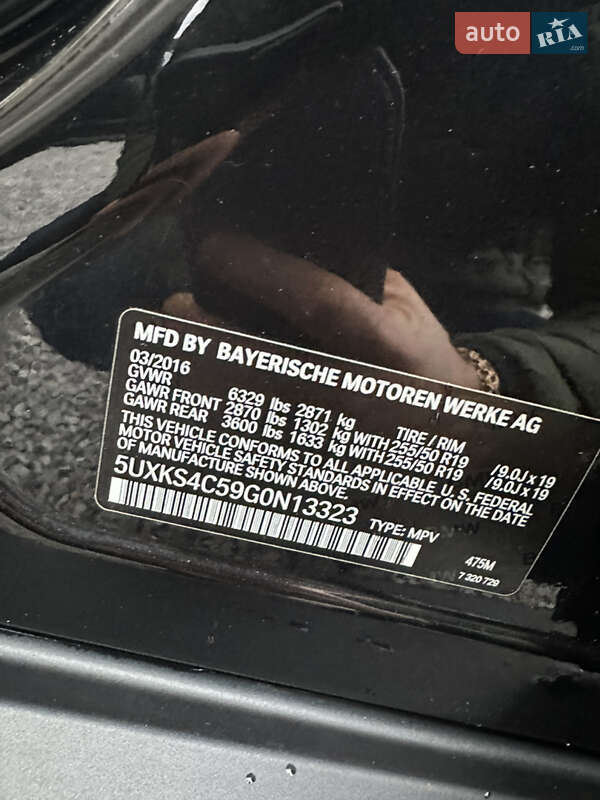 auto RIA.com
MFD BY BAYERISCHE MOTOREN WERKE AG
03/2016
GVWR 6329 lbs 2871 kg TIRE / RIM
GAWR FRONT 2870 lbs 1302 kg WITH 255/50 R19 /9.0J x 19
GAWR REAR 3600 lbs 1633 kg WITH 255/50 R19 /9.0J x 19
THIS VEHICLE CONFORMS TO ALL APPLICABLE U. S. FEDERAL
MOTOR VEHICLE SAFETY STANDARDS IN EFFECT ON THE DATE
OF MANUFACTURE SHOWN ABOVE.
5UXKS4C59G0N13323 TYPE: MPV
475M
7 320 729